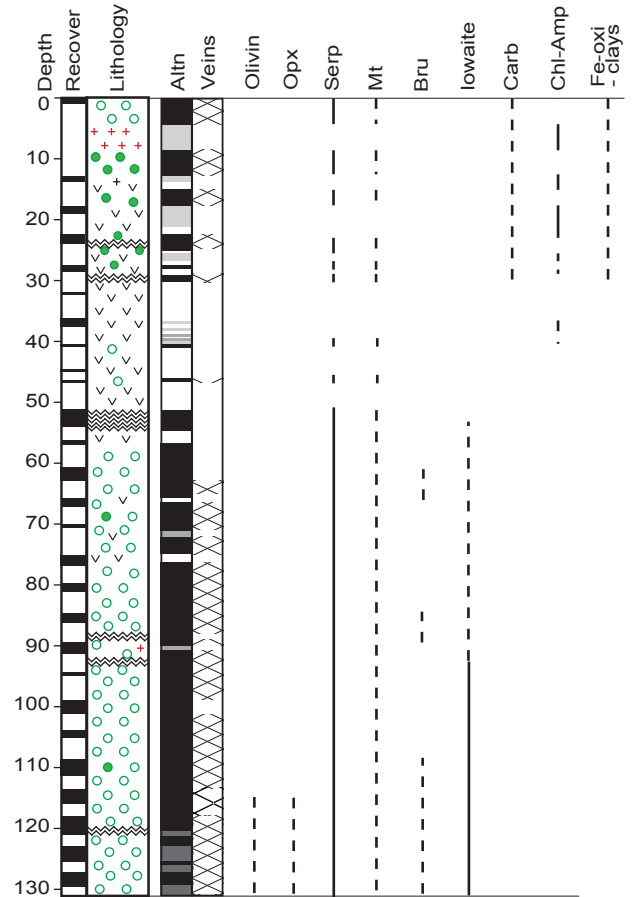 Depth
Recover
Lithology
Altn
Veins
Olivin
Opx
Serp
Mt
Bru
Iowaite
Carb
Chl-Amp
Fe-oxi
- clays
0
10
20
30
40
50
60
70
80
90
100
110
120
130